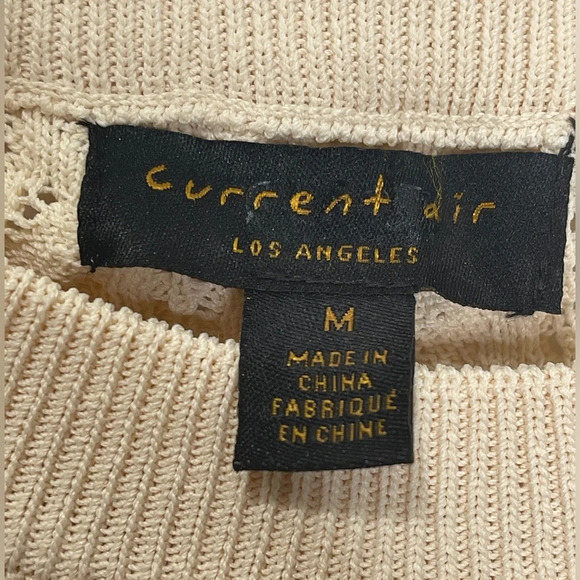 current air
LOS ANGELES
M
MADE IN
CHINA
FABRIQUÉ
EN CHINE